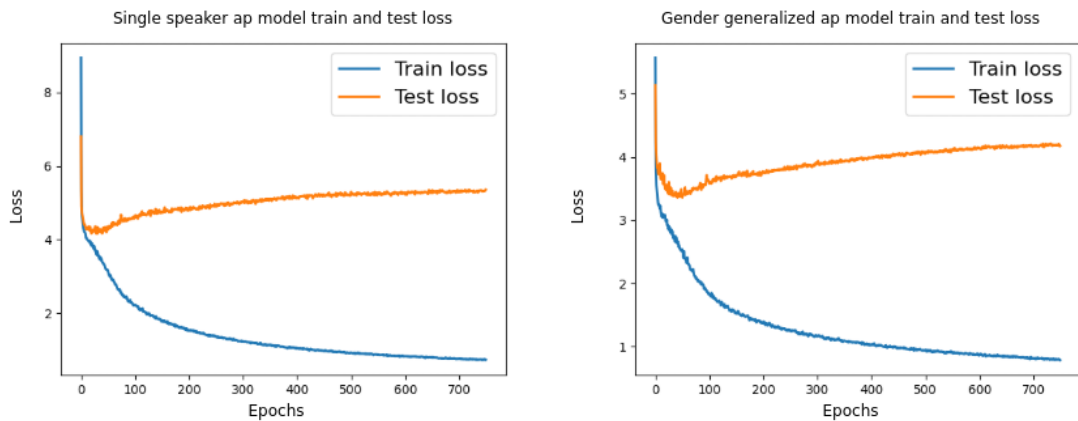 Single speaker ap model train and test loss
Train loss
Test loss
8
6
4
2
Loss
0 100 200 300 400 500 600 700
Epochs
Gender generalized ap model train and test loss
Train loss
Test loss
5
4
3
2
1
Loss
0 100 200 300 400 500 600 700
Epochs